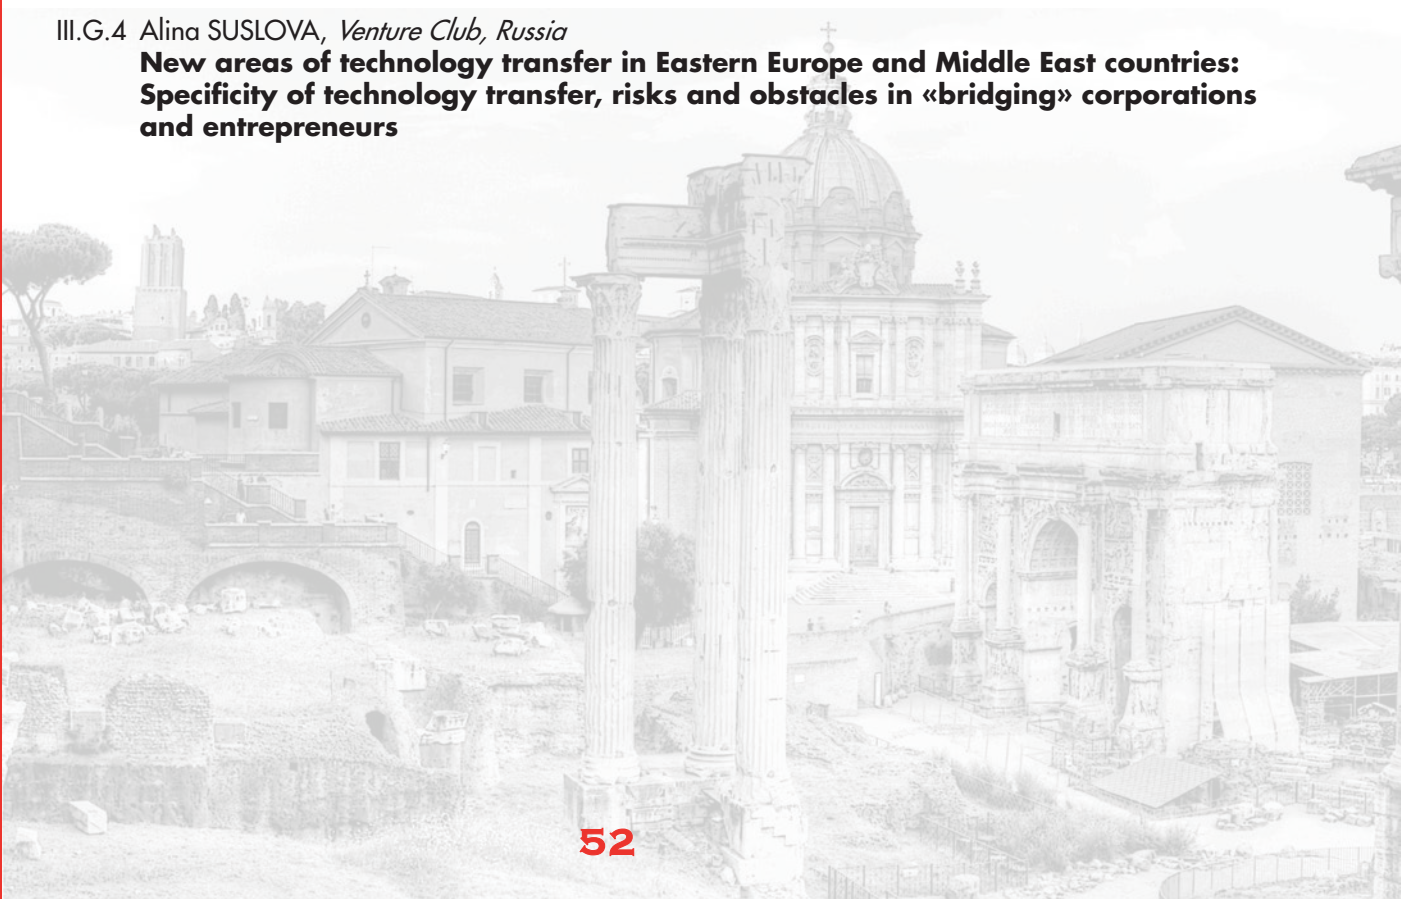 III.G.4 Alina SUSLOVA, Venture Club, Russia
New areas of technology transfer in Eastern Europe and Middle East countries:
Specificity of technology transfer, risks and obstacles in «bridging» corporations
and entrepreneurs
52